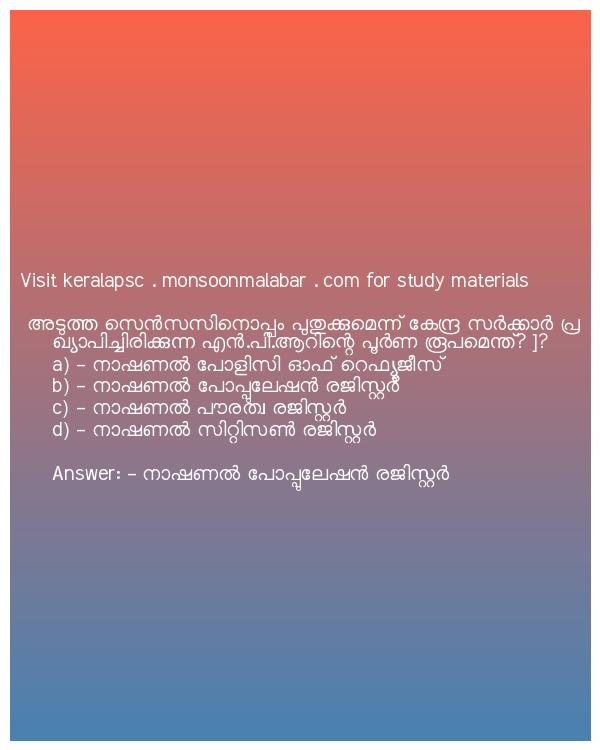 Visit keralapsc . monsoonmalabar . com for study materials
അടുത്ത സെൻസസിനൊപ്പം പുതുക്കുമെന്ന് കേന്ദ്ര സർക്കാർ പ്ര
ഖ്യാപിച്ചിരിക്കുന്ന എൻ.പി.ആറിന്റെ പൂർണ രൂപമെന്ത്? ]?
a) – നാഷണൽ പോളിസി ഓഫ് റെഫ്യൂജീസ്
b) – നാഷണൽ പോപ്പുലേഷൻ രജിസ്റ്റർ
c) – നാഷണൽ പൗരത്വ രജിസ്റ്റർ
d) – നാഷണൽ സിറ്റിസൺ രജിസ്റ്റർ
Answer: – നാഷണൽ പോപ്പുലേഷൻ രജിസ്റ്റർ